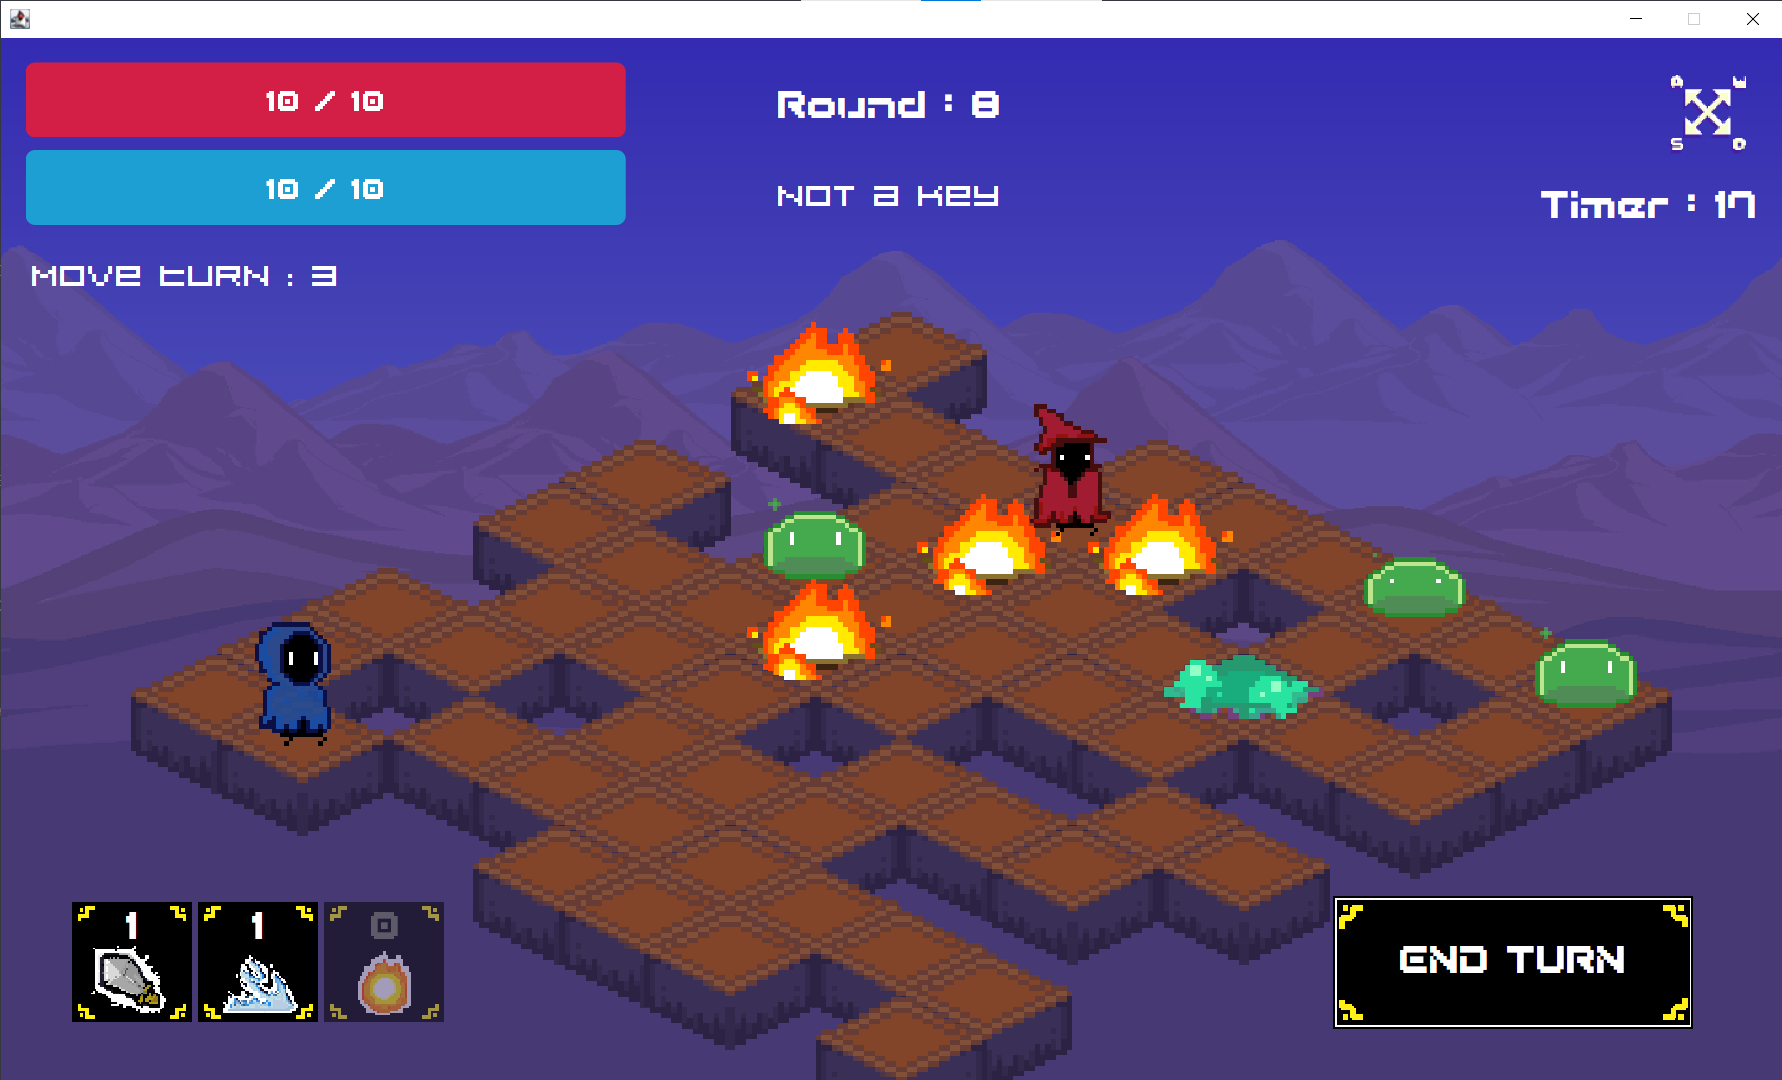 10 / 10
Round : 8
A W
S D
10 / 10
NOT A KEY
Timer : 17
MOVE TURN : 3
1
1
0
END TURN